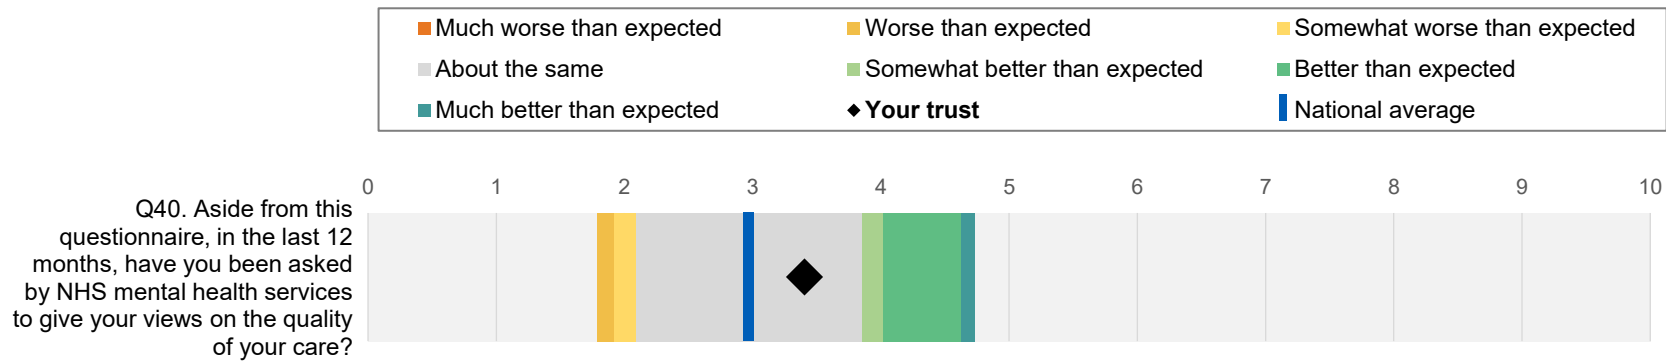 Much worse than expected Worse than expected Somewhat worse than expected
About the same Somewhat better than expected Better than expected
Much better than expected Your trust National average
0 1 2 3 4 5 6 7 8 9 10
Q40. Aside from this
questionnaire, in the last 12
months, have you been asked
by NHS mental health services
to give your views on the quality
of your care?